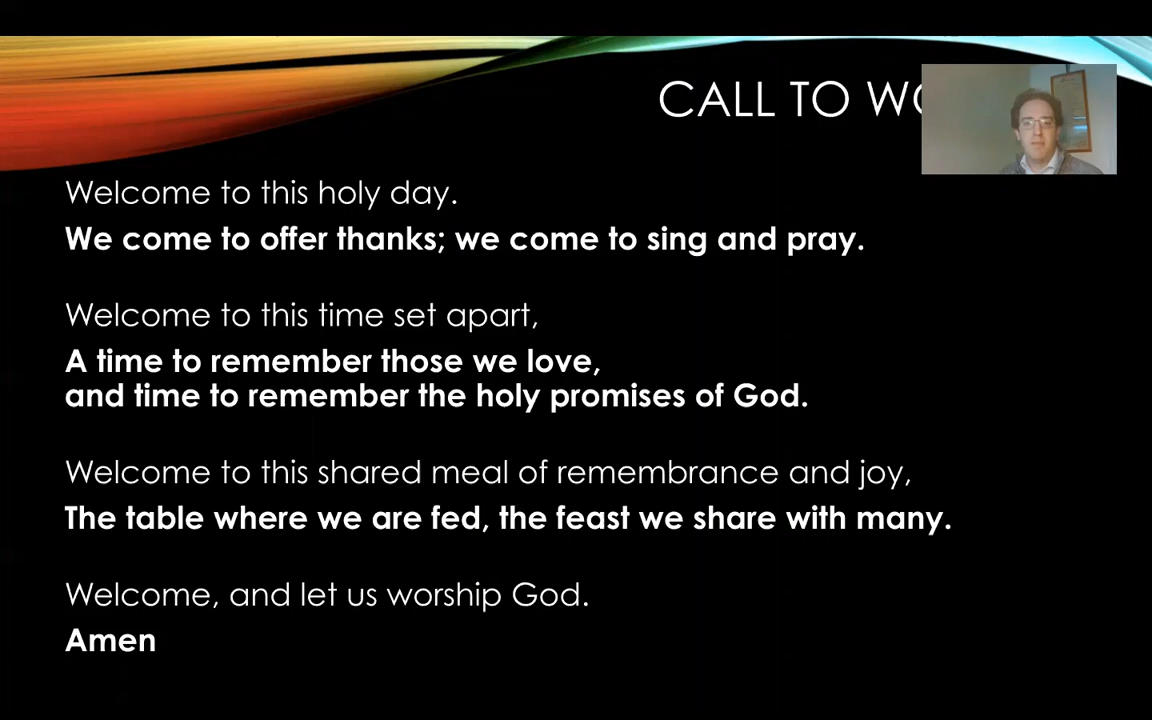 CALL TO
Welcome to this holy day.
We come to offer thanks; we come to sing and pray.
Welcome to this time set apart,
A time to remember those we love,
and time to remember the holy promises of God.
Welcome to this shared meal of remembrance and joy,
The table where we are fed, the feast we share with many.
Welcome, and let us worship God.
Amen